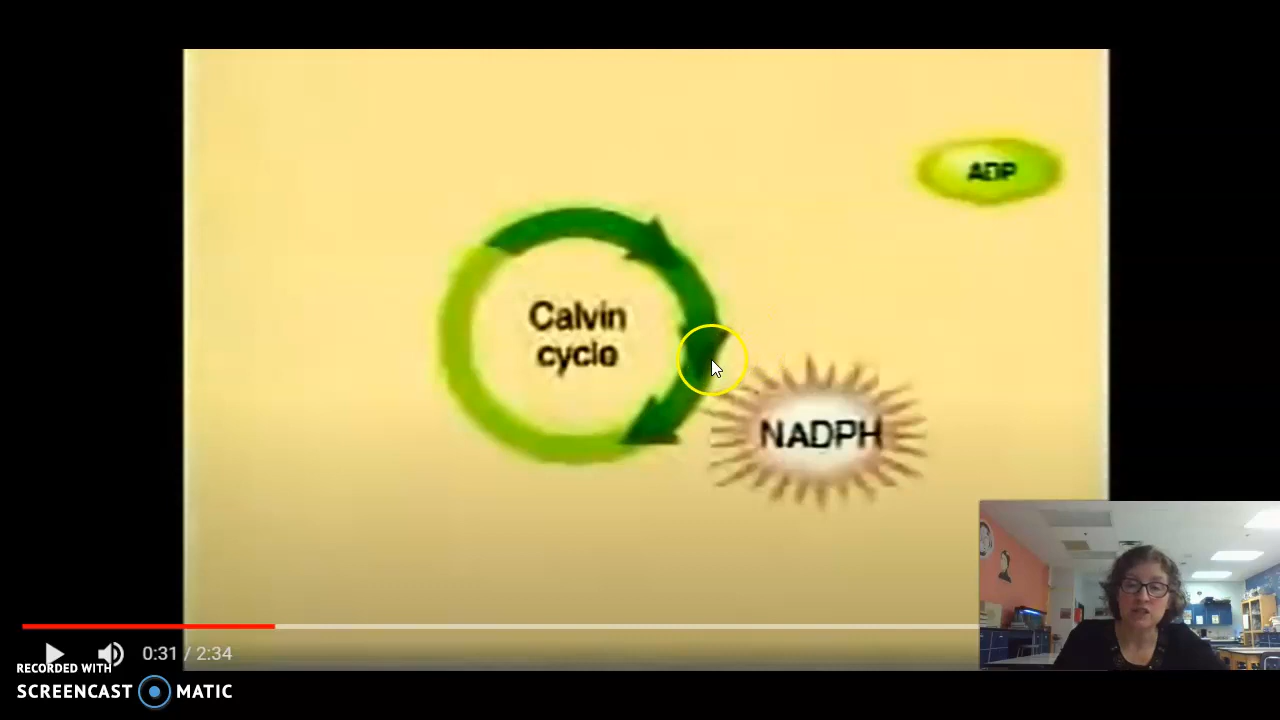 ADP
Calvin
cycle
NADPH
0:31 / 2:34
RECORDED WITH
SCREENCAST MATIC